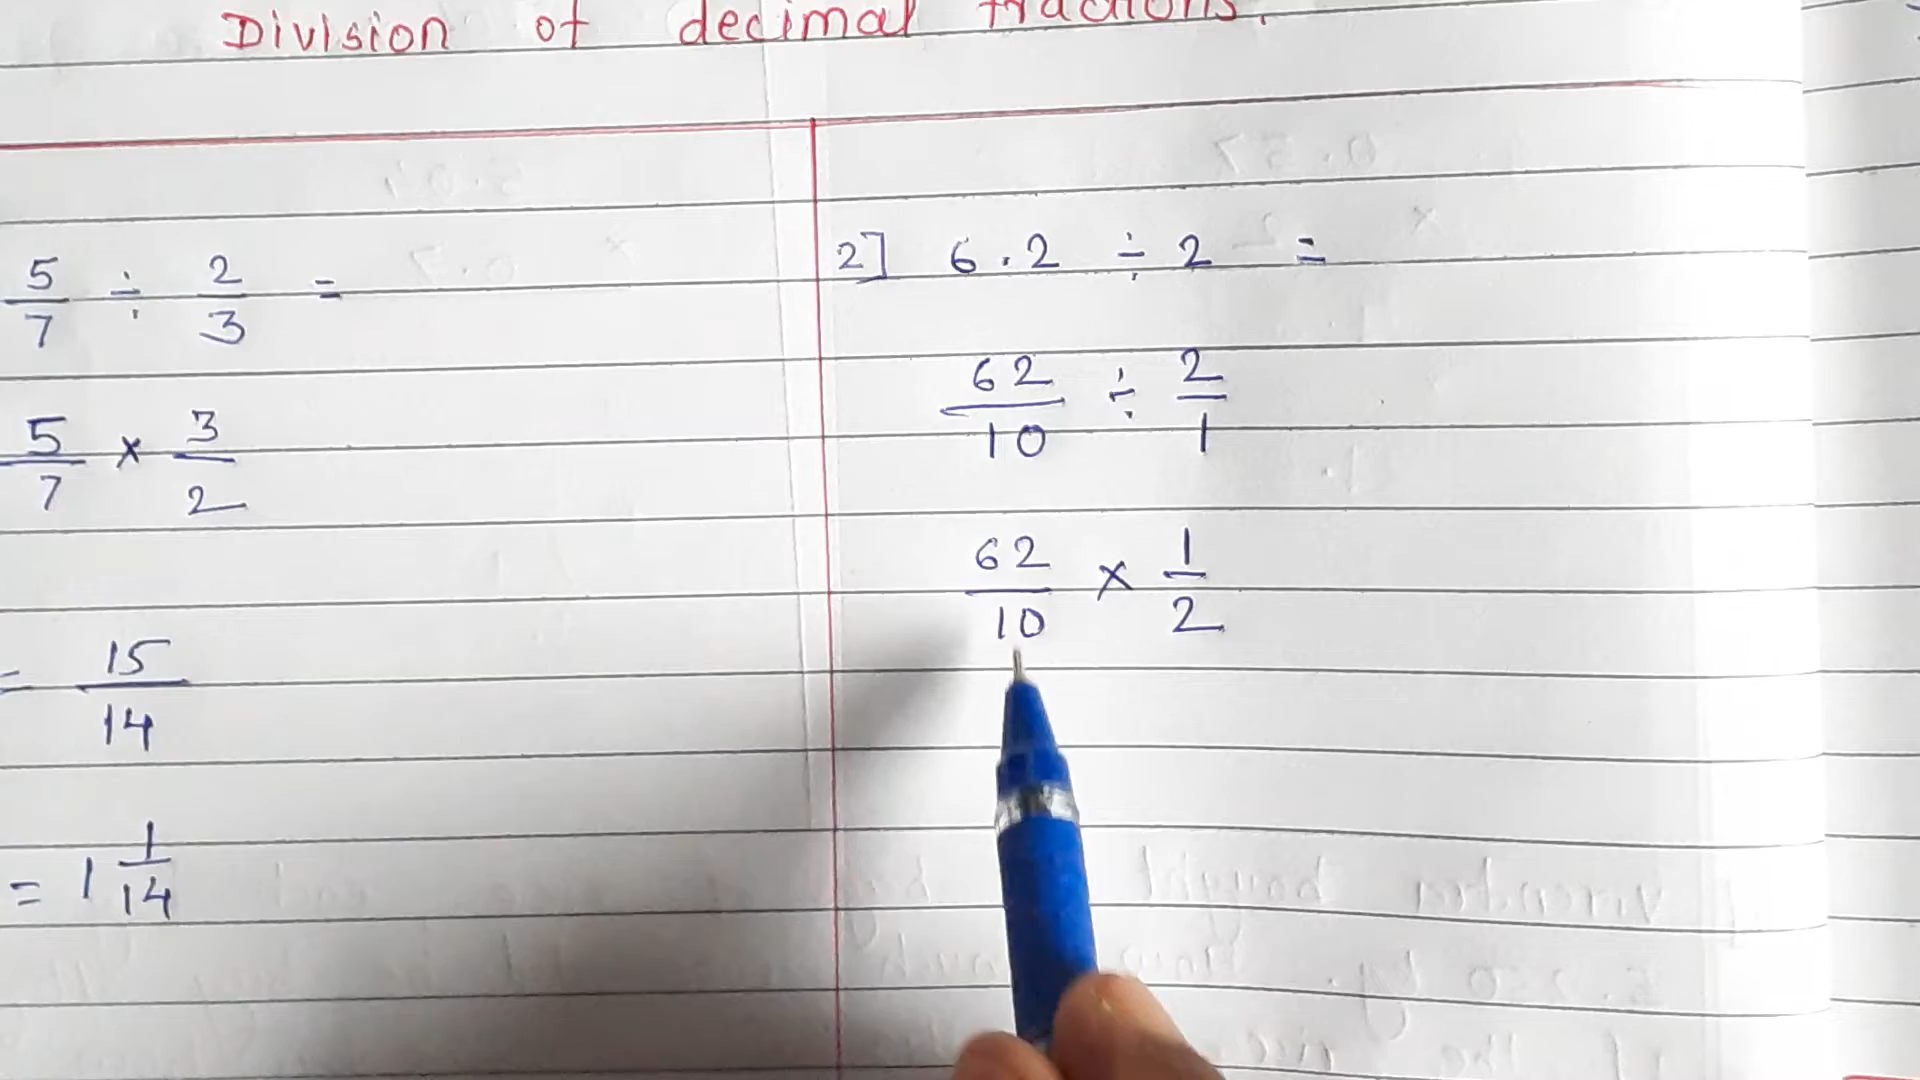 Division of decimal fractions.
5/7 ÷ 2/3 =
5/7 × 3/2
= 15/14
= 1 1/14
2] 6.2 ÷ 2 =
62/10 ÷ 2/1
62/10 × 1/2